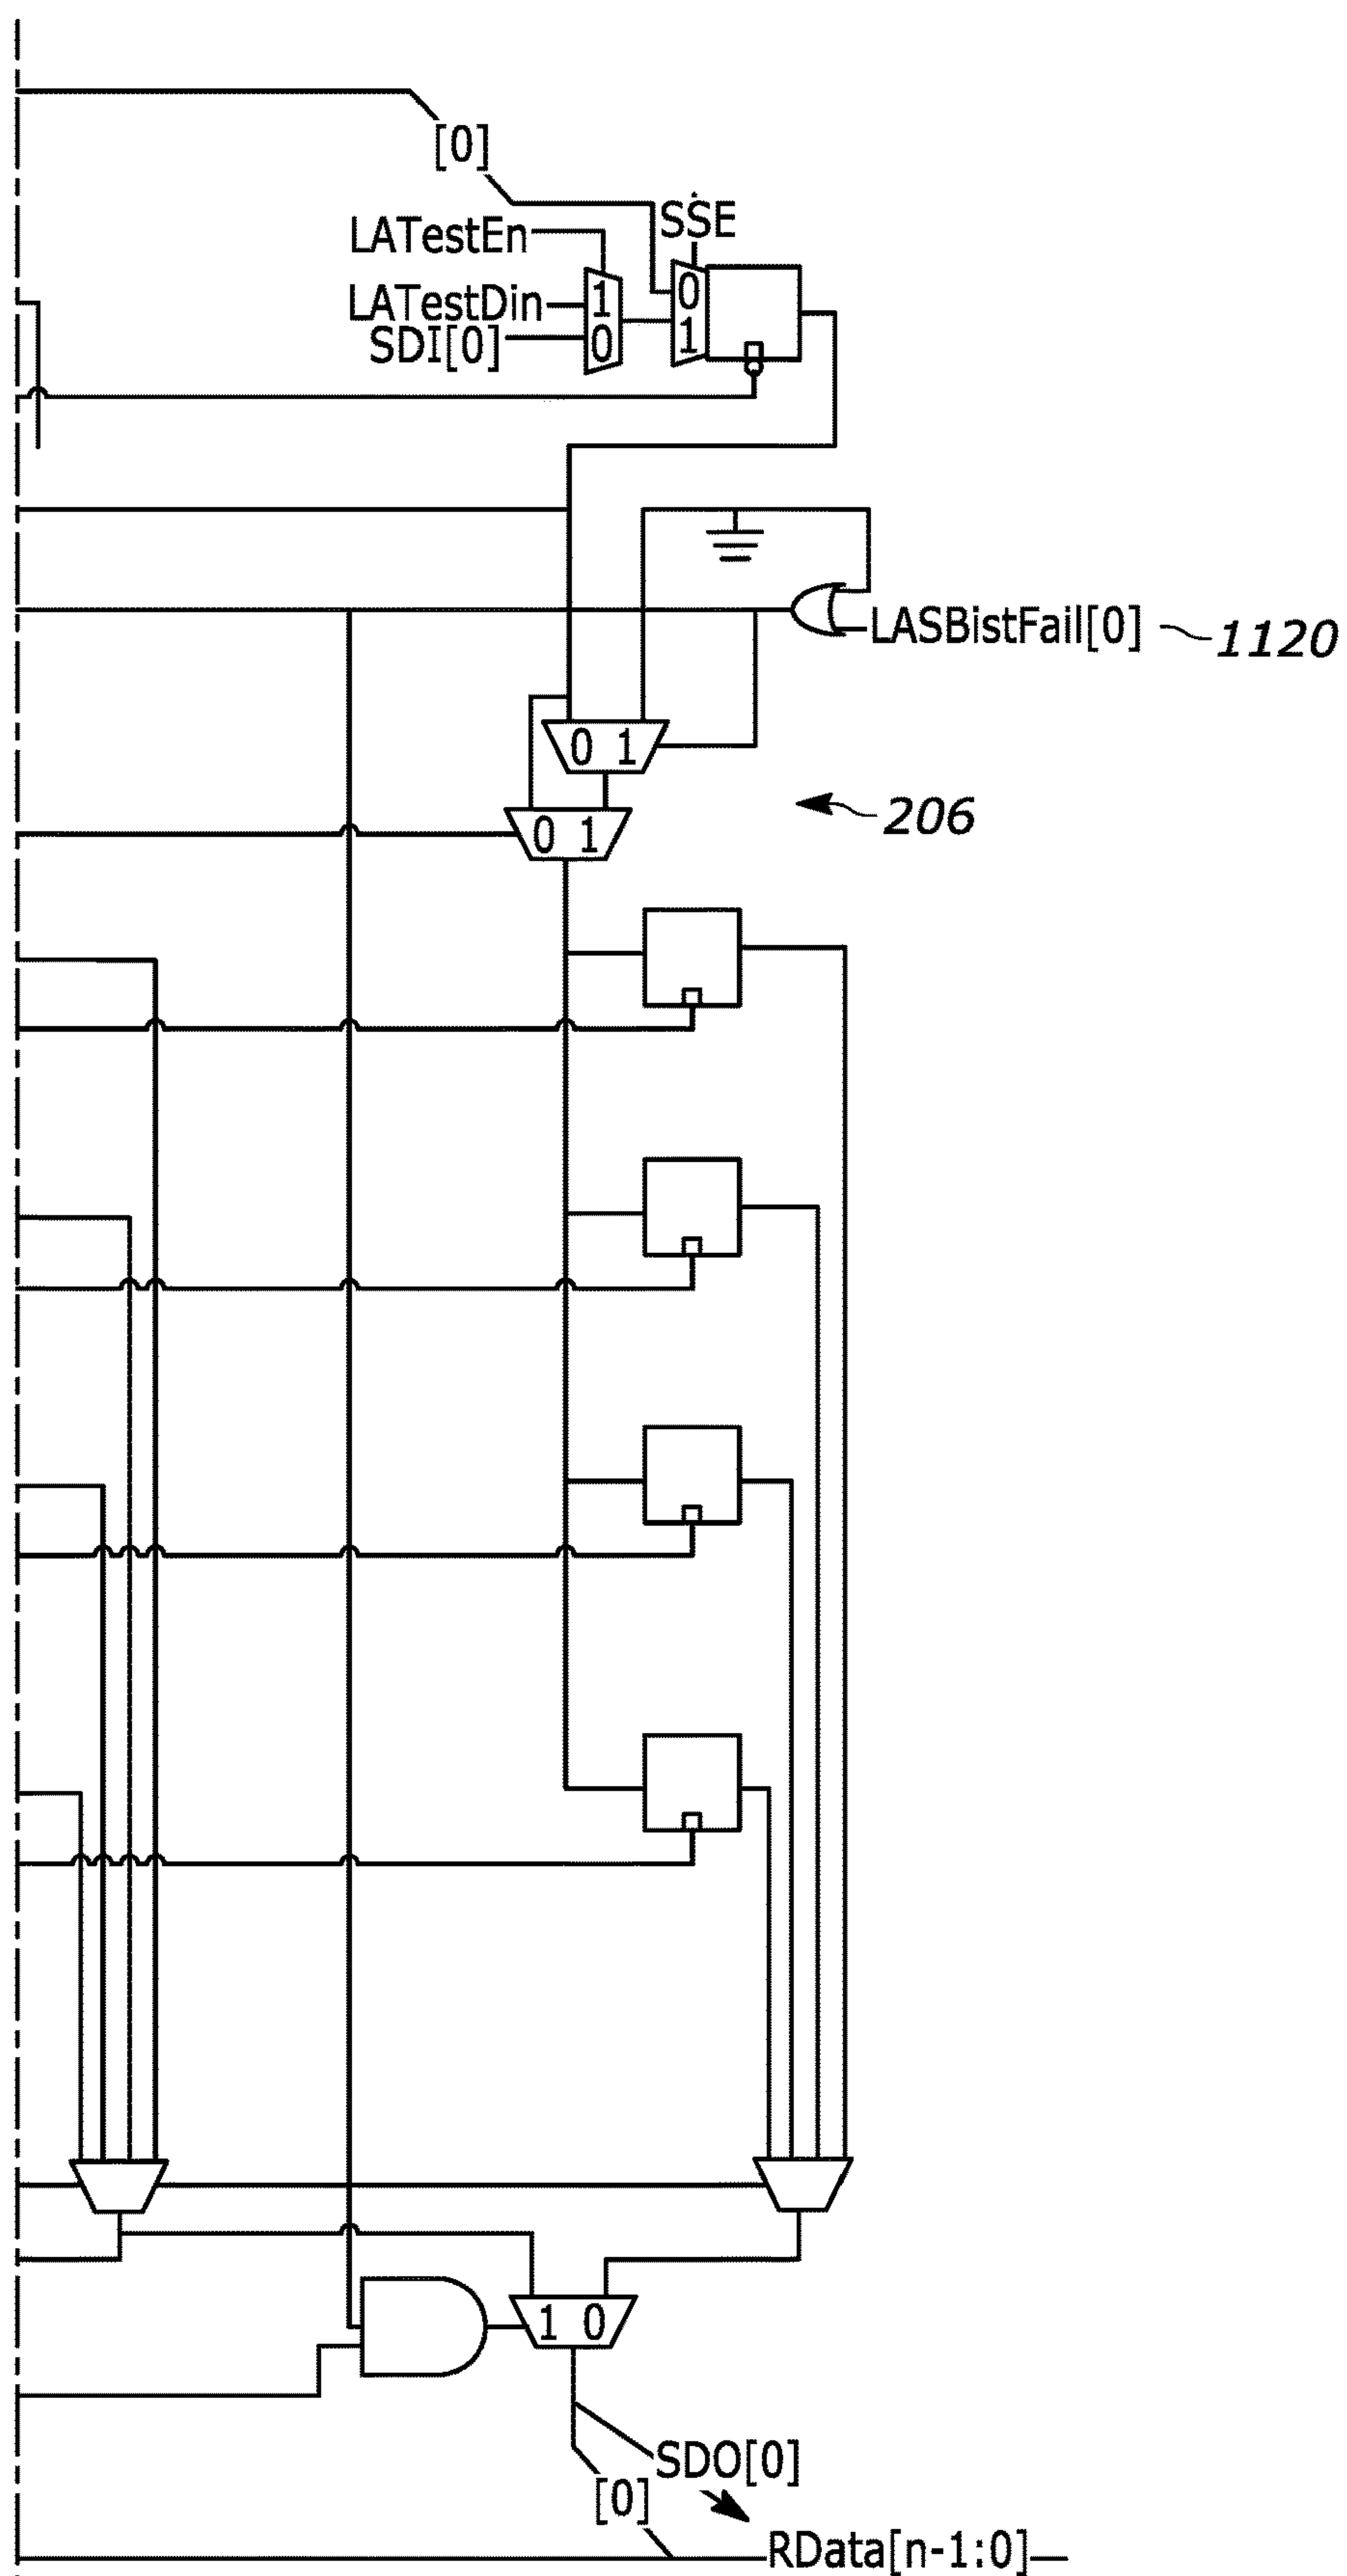 [0]
SSE
LATestEn
LATestDin
1
0
SDI[0]
0
1
LASBistFail[0]
1120
0 1
206
0 1
1 0
SDO[0]
[0]
RData[n-1:0]